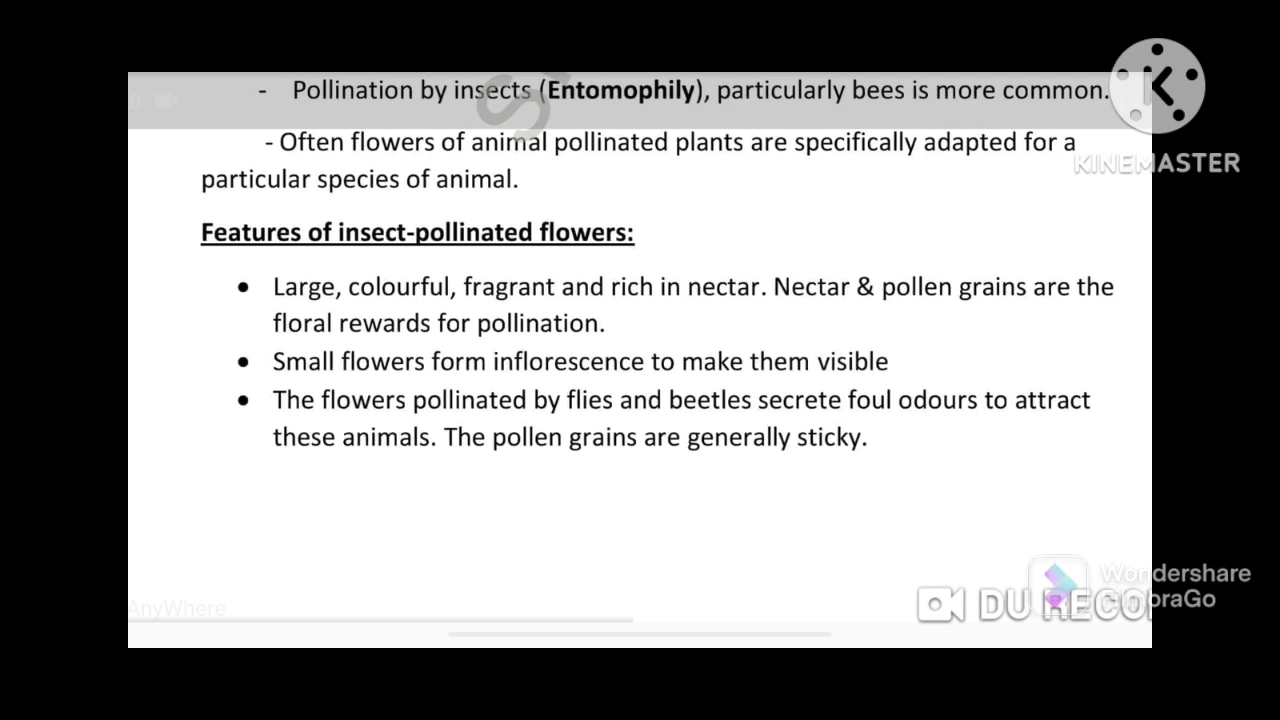 - Pollination by insects (Entomophily), particularly bees is more common.
- Often flowers of animal pollinated plants are specifically adapted for a
particular species of animal.
Features of insect-pollinated flowers:
• Large, colourful, fragrant and rich in nectar. Nectar & pollen grains are the
floral rewards for pollination.
• Small flowers form inflorescence to make them visible
• The flowers pollinated by flies and beetles secrete foul odours to attract
these animals. The pollen grains are generally sticky.
KINEMASTER
Wondershare
AnyWhere
DU RECO